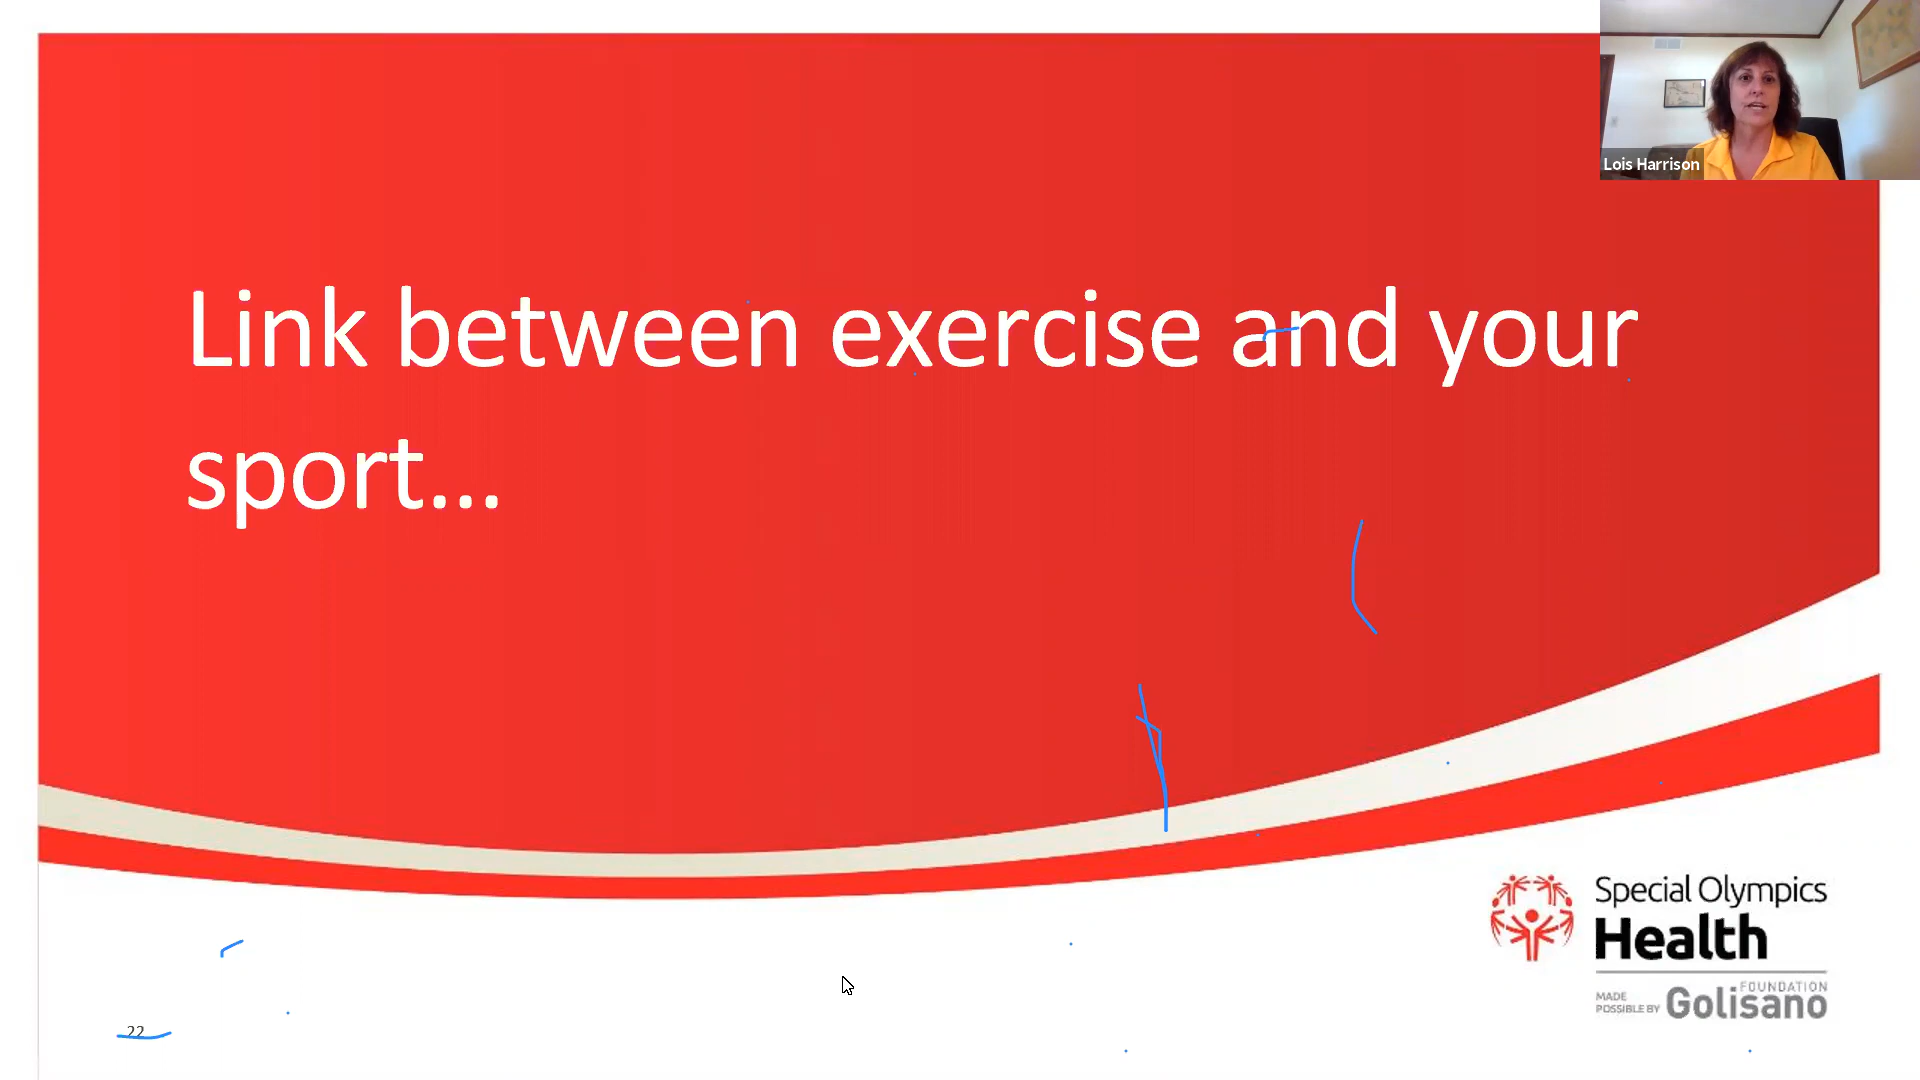 Lois Harrison
Link between exercise and your
sport...
Special Olympics
Health
MADE
POSSIBLE BY
FOUNDATION
Golisano
22